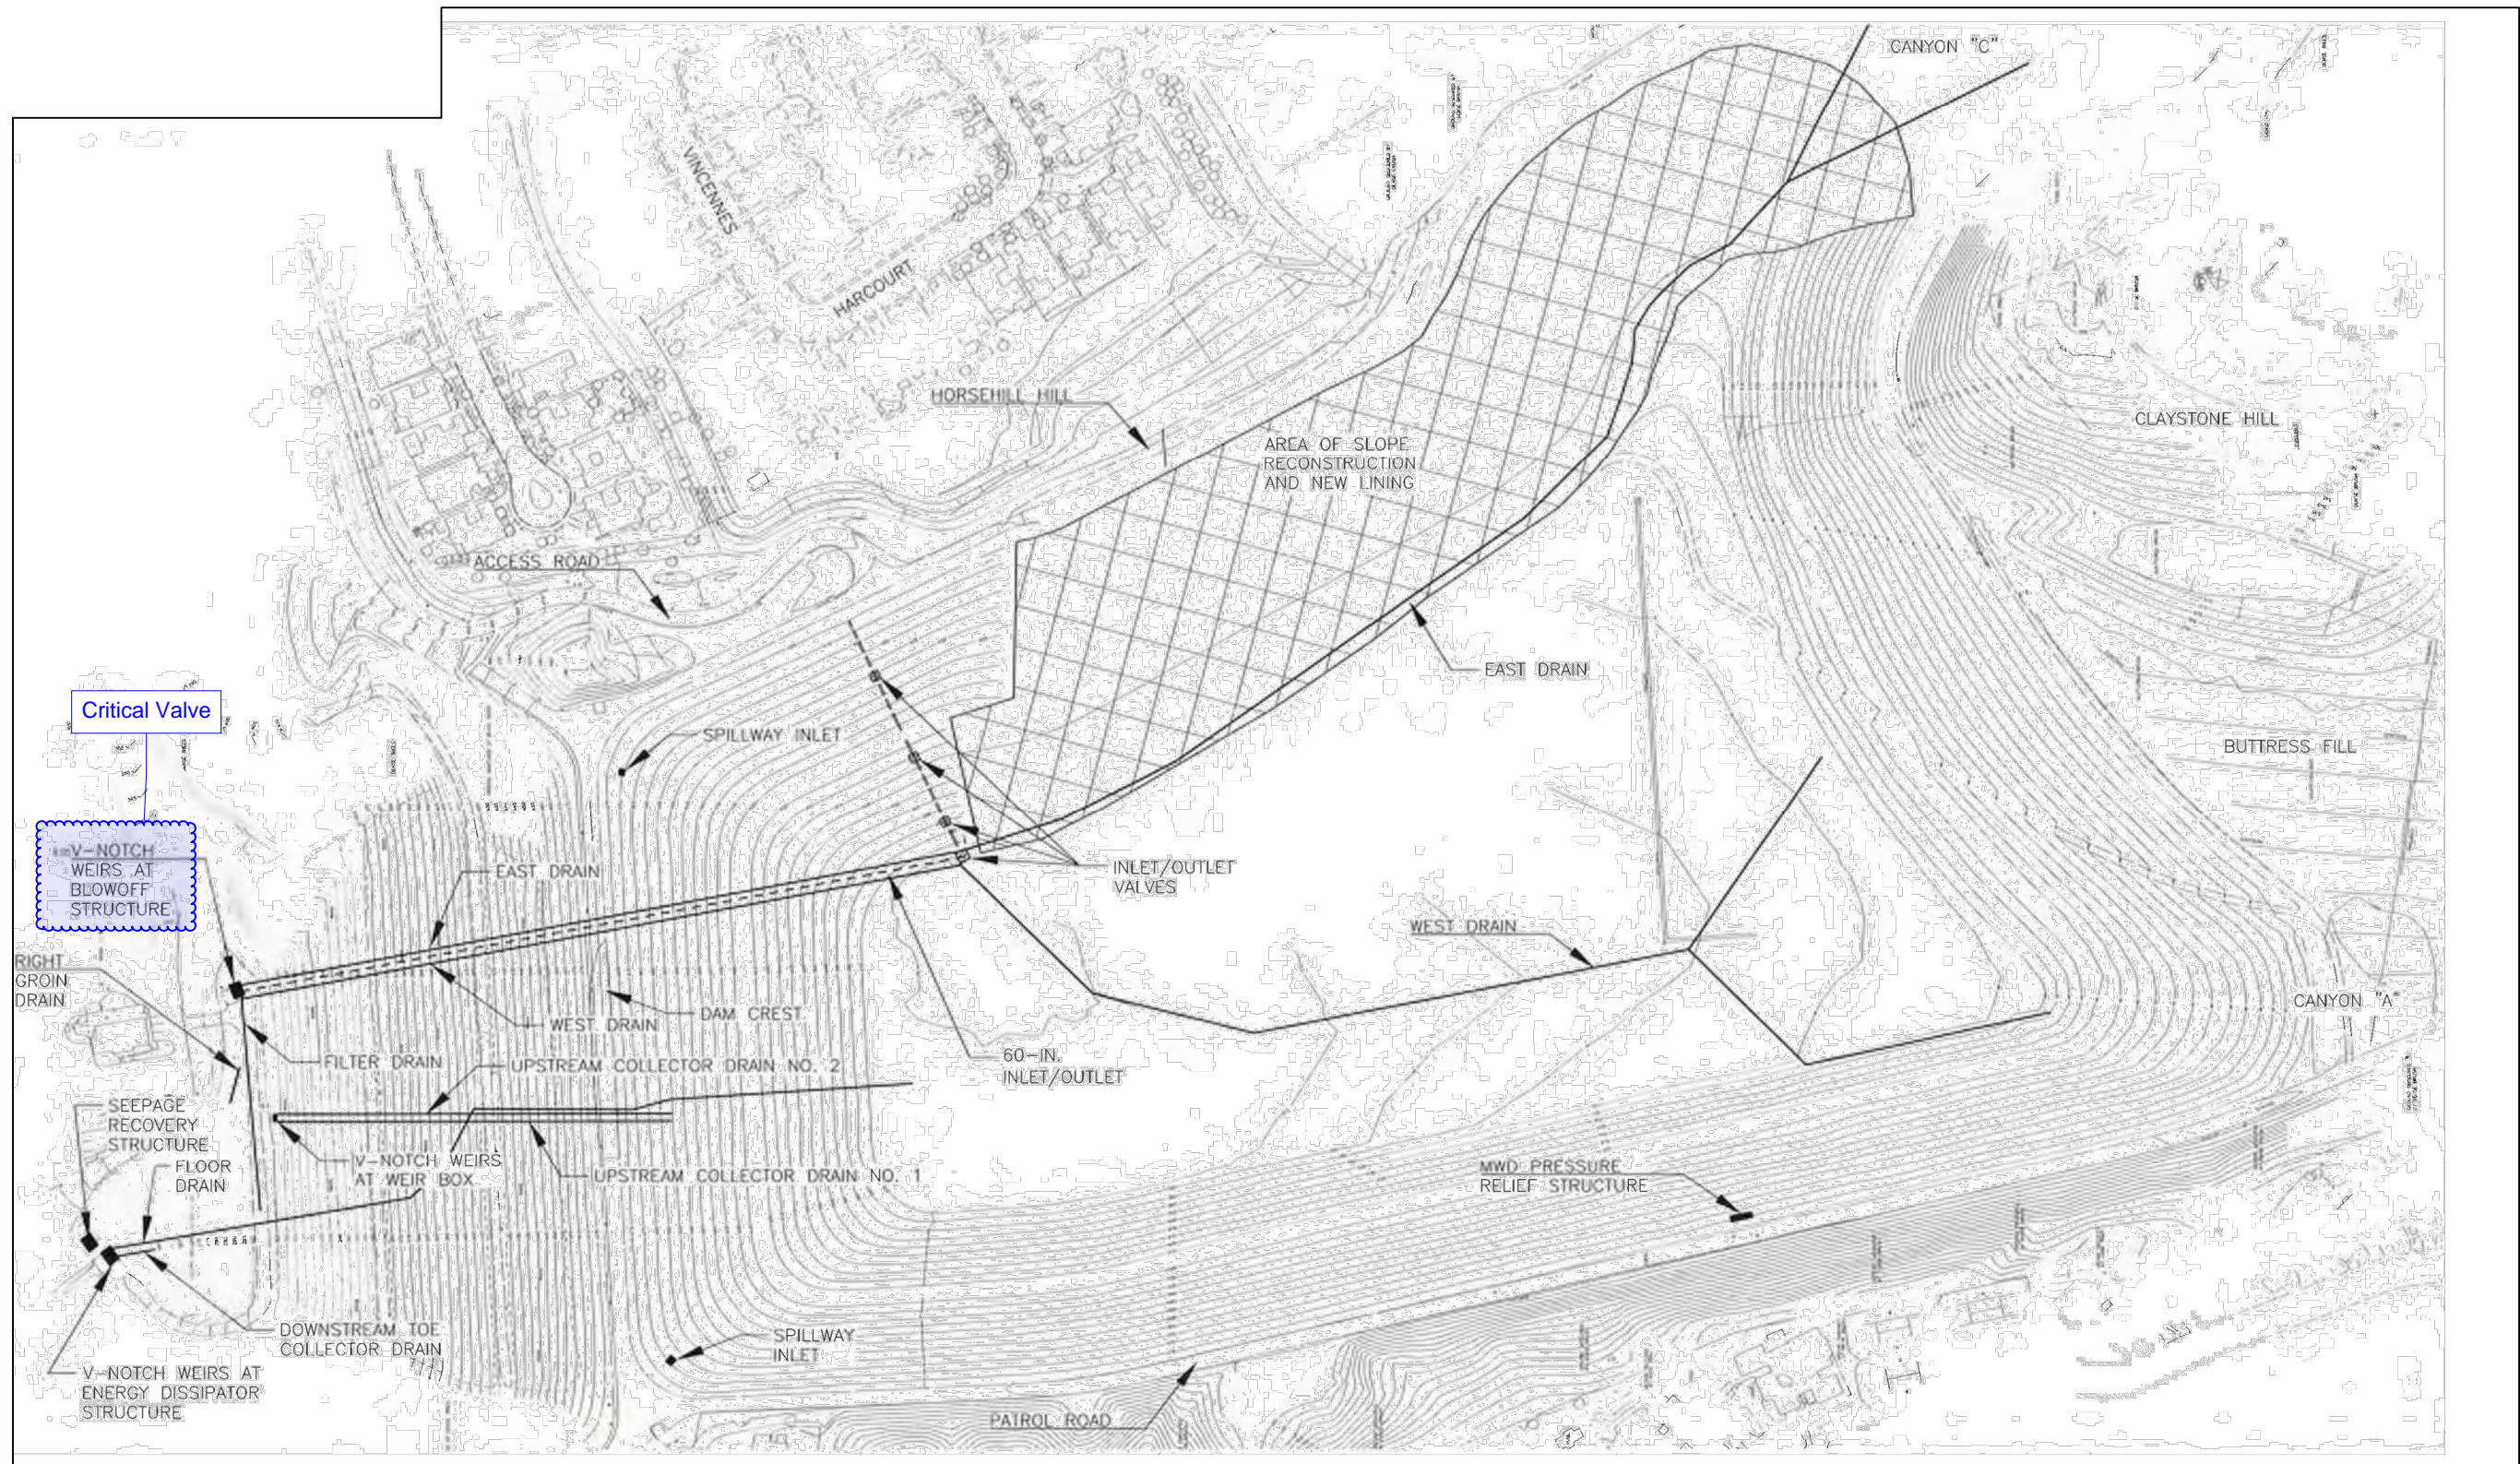 CANYON "C"
VINCENNES
HARCOURT
HORSEHILL HILL
CLAYSTONE HILL
AREA OF SLOPE
RECONSTRUCTION
AND NEW LINING
ACCESS ROAD
EAST DRAIN
Critical Valve
SPILLWAY INLET
BUTTRESS FILL
V-NOTCH
WEIRS AT
BLOWOFF
STRUCTURE
EAST DRAIN
INLET/OUTLET
VALVES
WEST DRAIN
RIGHT
GROIN
DRAIN
CANYON "A"
DAM CREST
WEST DRAIN
FILTER DRAIN
UPSTREAM COLLECTOR DRAIN NO. 2
60-IN.
INLET/OUTLET
SEEPAGE
RECOVERY
STRUCTURE
FLOOR
DRAIN
V-NOTCH WEIRS
AT WEIR BOX
UPSTREAM COLLECTOR DRAIN NO. 1
MWD PRESSURE
RELIEF STRUCTURE
DOWNSTREAM TOE
COLLECTOR DRAIN
SPILLWAY
INLET
V-NOTCH WEIRS AT
ENERGY DISSIPATOR
STRUCTURE
PATROL ROAD